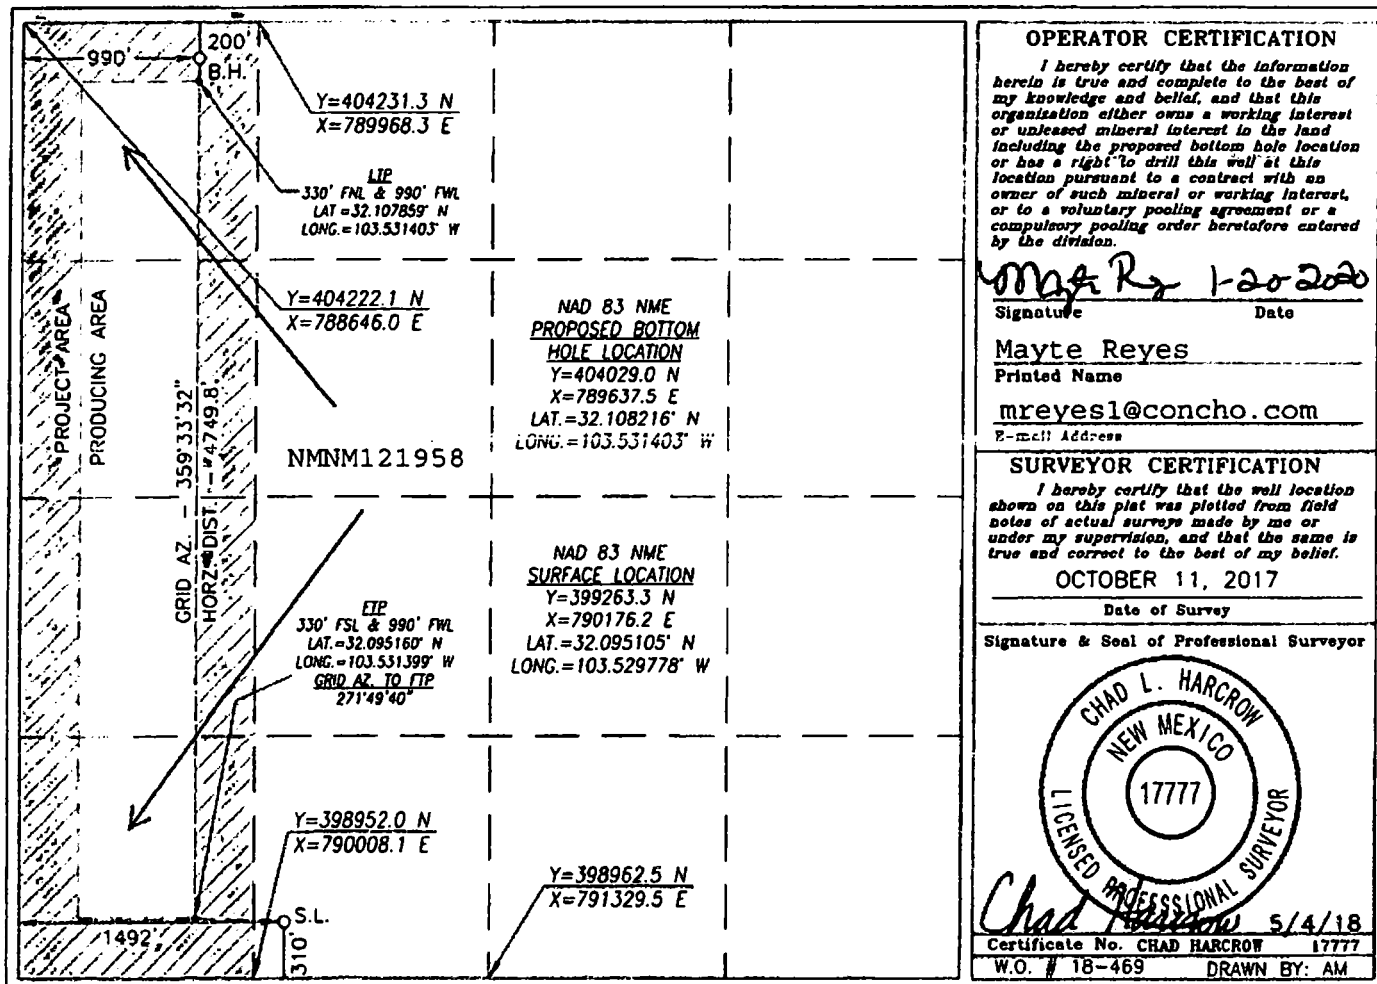 990'
200'
B.H.
Y=404231.3 N
X=789968.3 E
LTP
330' FNL & 990' FWL
LAT.=32.107859° N
LONG.=103.531403° W
Y=404222.1 N
X=788646.0 E
"PROJECT AREA"
PRODUCING AREA
GRID AZ. - 359°33'32"
HORZ. DIST. - 4749.8'
NMNM121958
NAD 83 NME
PROPOSED BOTTOM
HOLE LOCATION
Y=404029.0 N
X=789637.5 E
LAT.=32.108216° N
LONG.=103.531403° W
NAD 83 NME
SURFACE LOCATION
Y=399263.3 N
X=790176.2 E
LAT.=32.095105° N
LONG.=103.529778° W
FTP
330' FSL & 990' FWL
LAT.=32.095160° N
LONG.=103.531399° W
GRID AZ. TO FTP
271°49'40"
Y=398952.0 N
X=790008.1 E
Y=398962.5 N
X=791329.5 E
S.L.
1492'
310'
OPERATOR CERTIFICATION
I hereby certify that the information
herein is true and complete to the best of
my knowledge and belief, and that this
organization either owns a working interest
or unleased mineral interest in the land
including the proposed bottom hole location
or has a right to drill this well at this
location pursuant to a contract with an
owner of such mineral or working interest,
or to a voluntary pooling agreement or a
compulsory pooling order heretofore entered
by the division.
1-20-2020
Signature Date
Mayte Reyes
Printed Name
mreyes1@concho.com
E-mail Address
SURVEYOR CERTIFICATION
I hereby certify that the well location
shown on this plat was plotted from field
notes of actual surveys made by me or
under my supervision, and that the same is
true and correct to the best of my belief.
OCTOBER 11, 2017
Date of Survey
Signature & Seal of Professional Surveyor
CHAD L. HARCROW
NEW MEXICO
17777
LICENSED PROFESSSIONAL SURVEYOR
Chad Harcrow 5/4/18
Certificate No. CHAD HARCROW 17777
W.O. # 18-469 DRAWN BY: AM